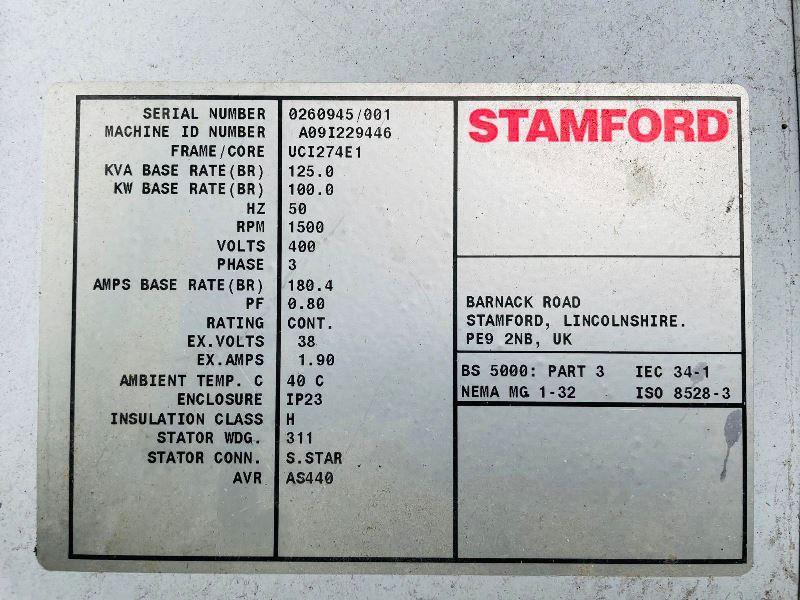 SERIAL NUMBER 0260945/001
MACHINE ID NUMBER A09I229446
FRAME/CORE UCI274E1
KVA BASE RATE(BR) 125.0
KW BASE RATE(BR) 100.0
HZ 50
RPM 1500
VOLTS 400
PHASE 3
AMPS BASE RATE(BR) 180.4
PF 0.80
RATING CONT.
EX.VOLTS 38
EX.AMPS 1.90
AMBIENT TEMP. C 40 C
ENCLOSURE IP23
INSULATION CLASS H
STATOR WDG. 311
STATOR CONN. S.STAR
AVR AS440
STAMFORD
BARNACK ROAD
STAMFORD, LINCOLNSHIRE.
PE9 2NB, UK
BS 5000: PART 3 IEC 34-1
NEMA MG 1-32 ISO 8528-3